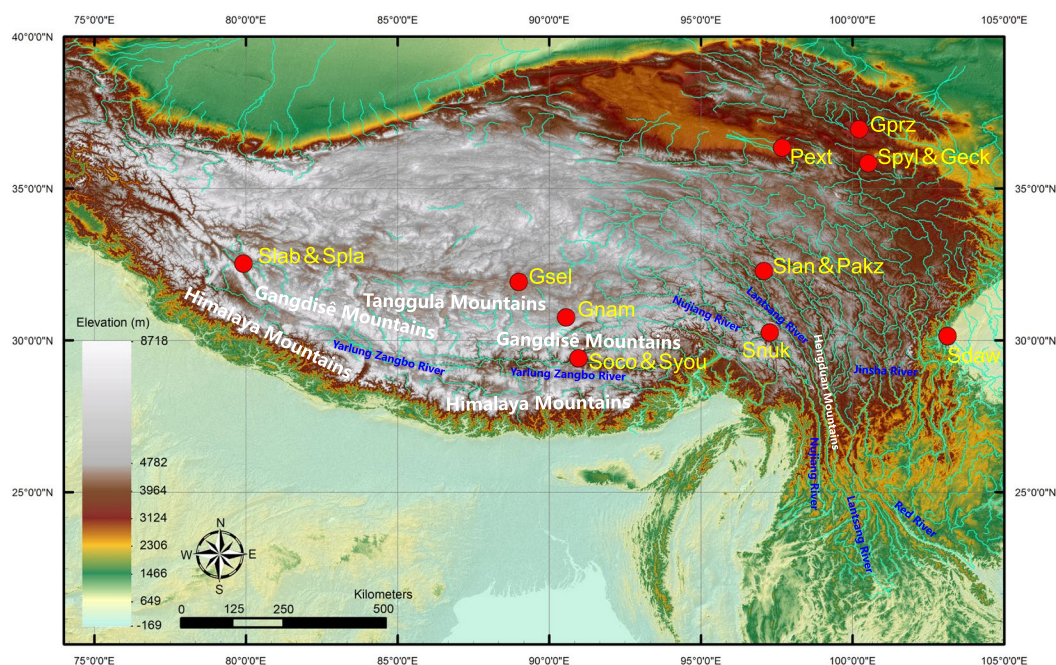 75°0'0"E 80°0'0"E 85°0'0"E 90°0'0"E 95°0'0"E 100°0'0"E 105°0'0"E
40°0'0"N
Gprz
Pext
Spyl & Geck
35°0'0"N 35°0'0"N
Slab & Spla
Gsel
Slan & Pakz
Gangdisê Mountains
Tanggula Mountains
Gnam
Nujiang River
Lantsang River
Himalaya Mountains
Elevation (m)
30°0'0"N 30°0'0"N
Gangdisê Mountains
Snuk
Sdaw
Yarlung Zangbo River
Soco & Syou
Yarlung Zangbo River
Hengduan Mountains
Jinsha River
Himalaya Mountains
8718
4782
3964
3124
2306
1466
649
-169
25°0'0"N 25°0'0"N
Nujiang River
Lantsang River
Red River
N
W E
S
Kilometers
0 125 250 500
75°0'0"E 80°0'0"E 85°0'0"E 90°0'0"E 95°0'0"E 100°0'0"E 105°0'0"E